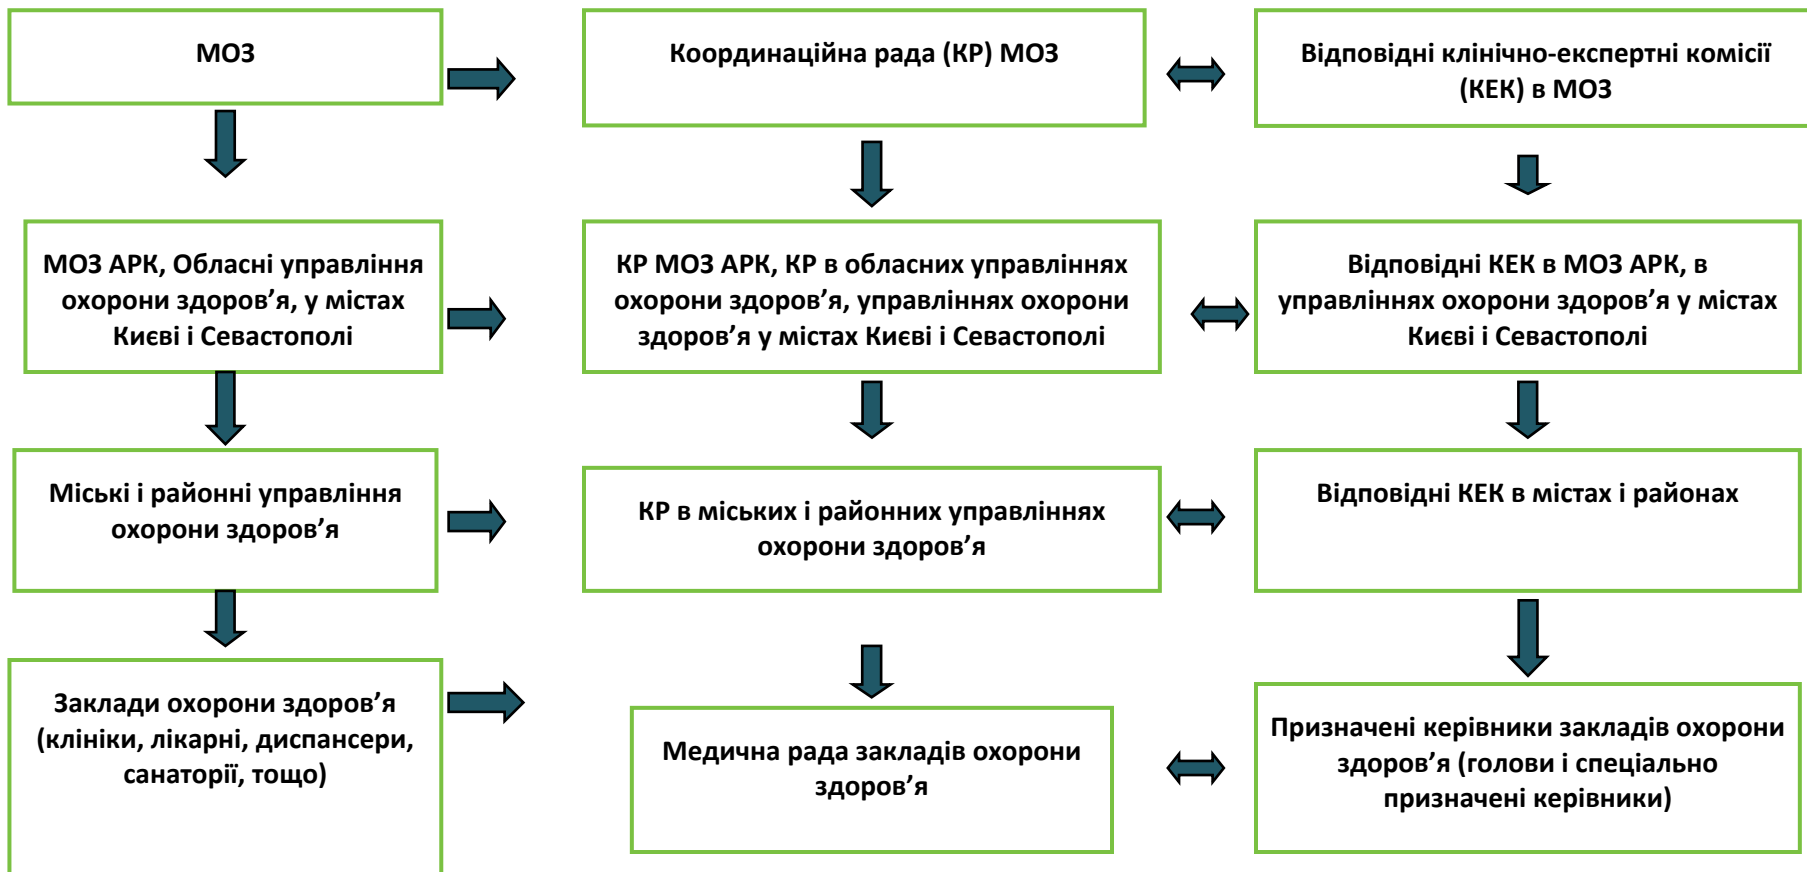 МОЗ
Координаційна рада (КР) МОЗ
Відповідні клінічно-експертні комісії
(КЕК) в МОЗ
МОЗ АРК, Обласні управління
охорони здоров’я, у містах
Києві і Севастополі
КР МОЗ АРК, КР в обласних управліннях
охорони здоров’я, управліннях охорони
здоров’я у містах Києві і Севастополі
Відповідні КЕК в МОЗ АРК, в
управліннях охорони здоров’я у містах
Києві і Севастополі
Міські і районні управління
охорони здоров’я
КР в міських і районних управліннях
охорони здоров’я
Відповідні КЕК в містах і районах
Заклади охорони здоров’я
(клініки, лікарні, диспансери,
санаторії, тощо)
Медична рада закладів охорони
здоров’я
Призначені керівники закладів охорони
здоров’я (голови і спеціально
призначені керівники)